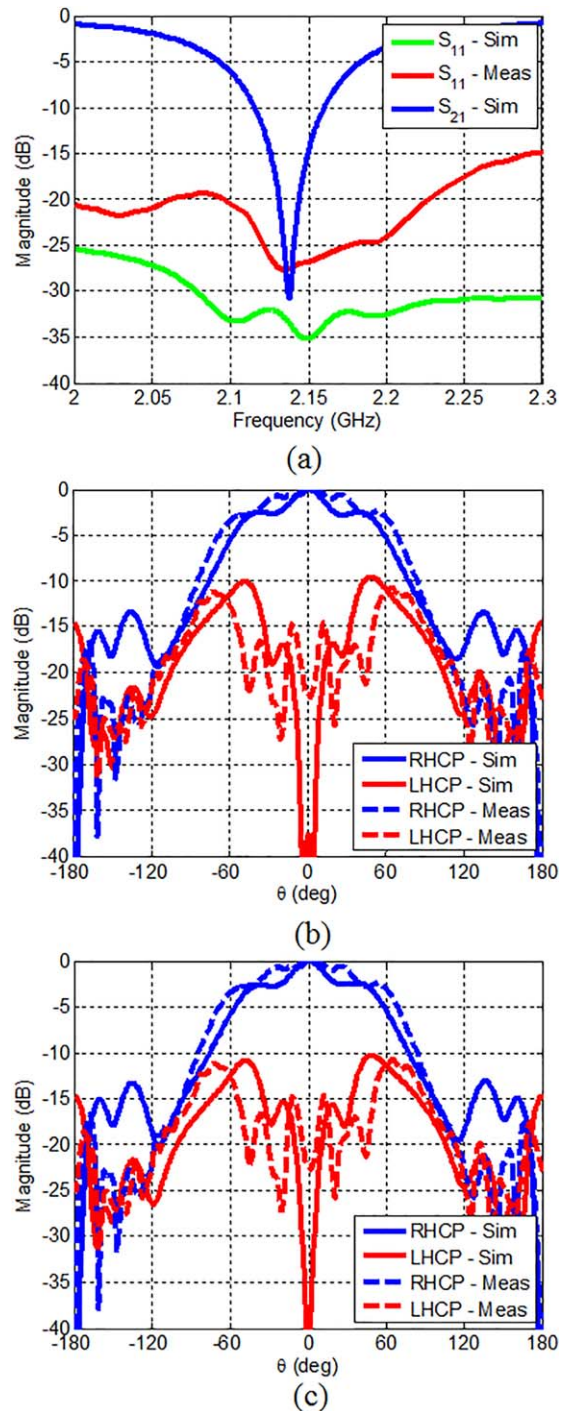 0
-5
-10
-15
-20
-25
-30
-35
-40
Magnitude (dB)
S11 - Sim
S11 - Meas
S21 - Sim
2
2.05
2.1
2.15
2.2
2.25
2.3
Frequency (GHz)
(a)
0
-5
-10
-15
-20
-25
-30
-35
-40
Magnitude (dB)
RHCP - Sim
LHCP - Sim
RHCP - Meas
LHCP - Meas
-180
-120
-60
0
60
120
180
θ (deg)
(b)
0
-5
-10
-15
-20
-25
-30
-35
-40
Magnitude (dB)
RHCP - Sim
LHCP - Sim
RHCP - Meas
LHCP - Meas
-180
-120
-60
0
60
120
180
θ (deg)
(c)